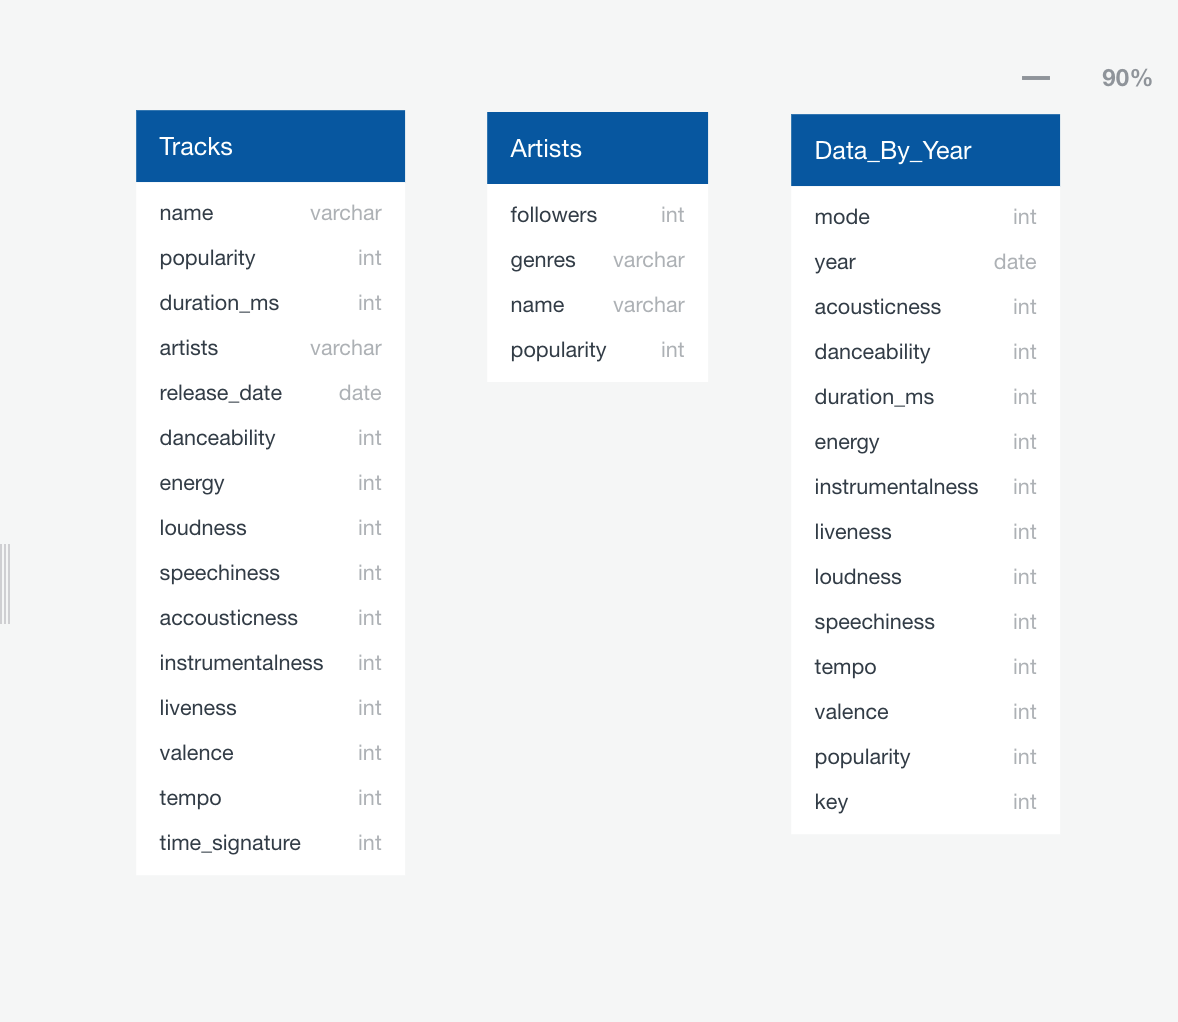 90%
Tracks
name varchar
popularity int
duration_ms int
artists varchar
release_date date
danceability int
energy int
loudness int
speechiness int
accousticness int
instrumentalness int
liveness int
valence int
tempo int
time_signature int
Artists
followers int
genres varchar
name varchar
popularity int
Data_By_Year
mode int
year date
acousticness int
danceability int
duration_ms int
energy int
instrumentalness int
liveness int
loudness int
speechiness int
tempo int
valence int
popularity int
key int